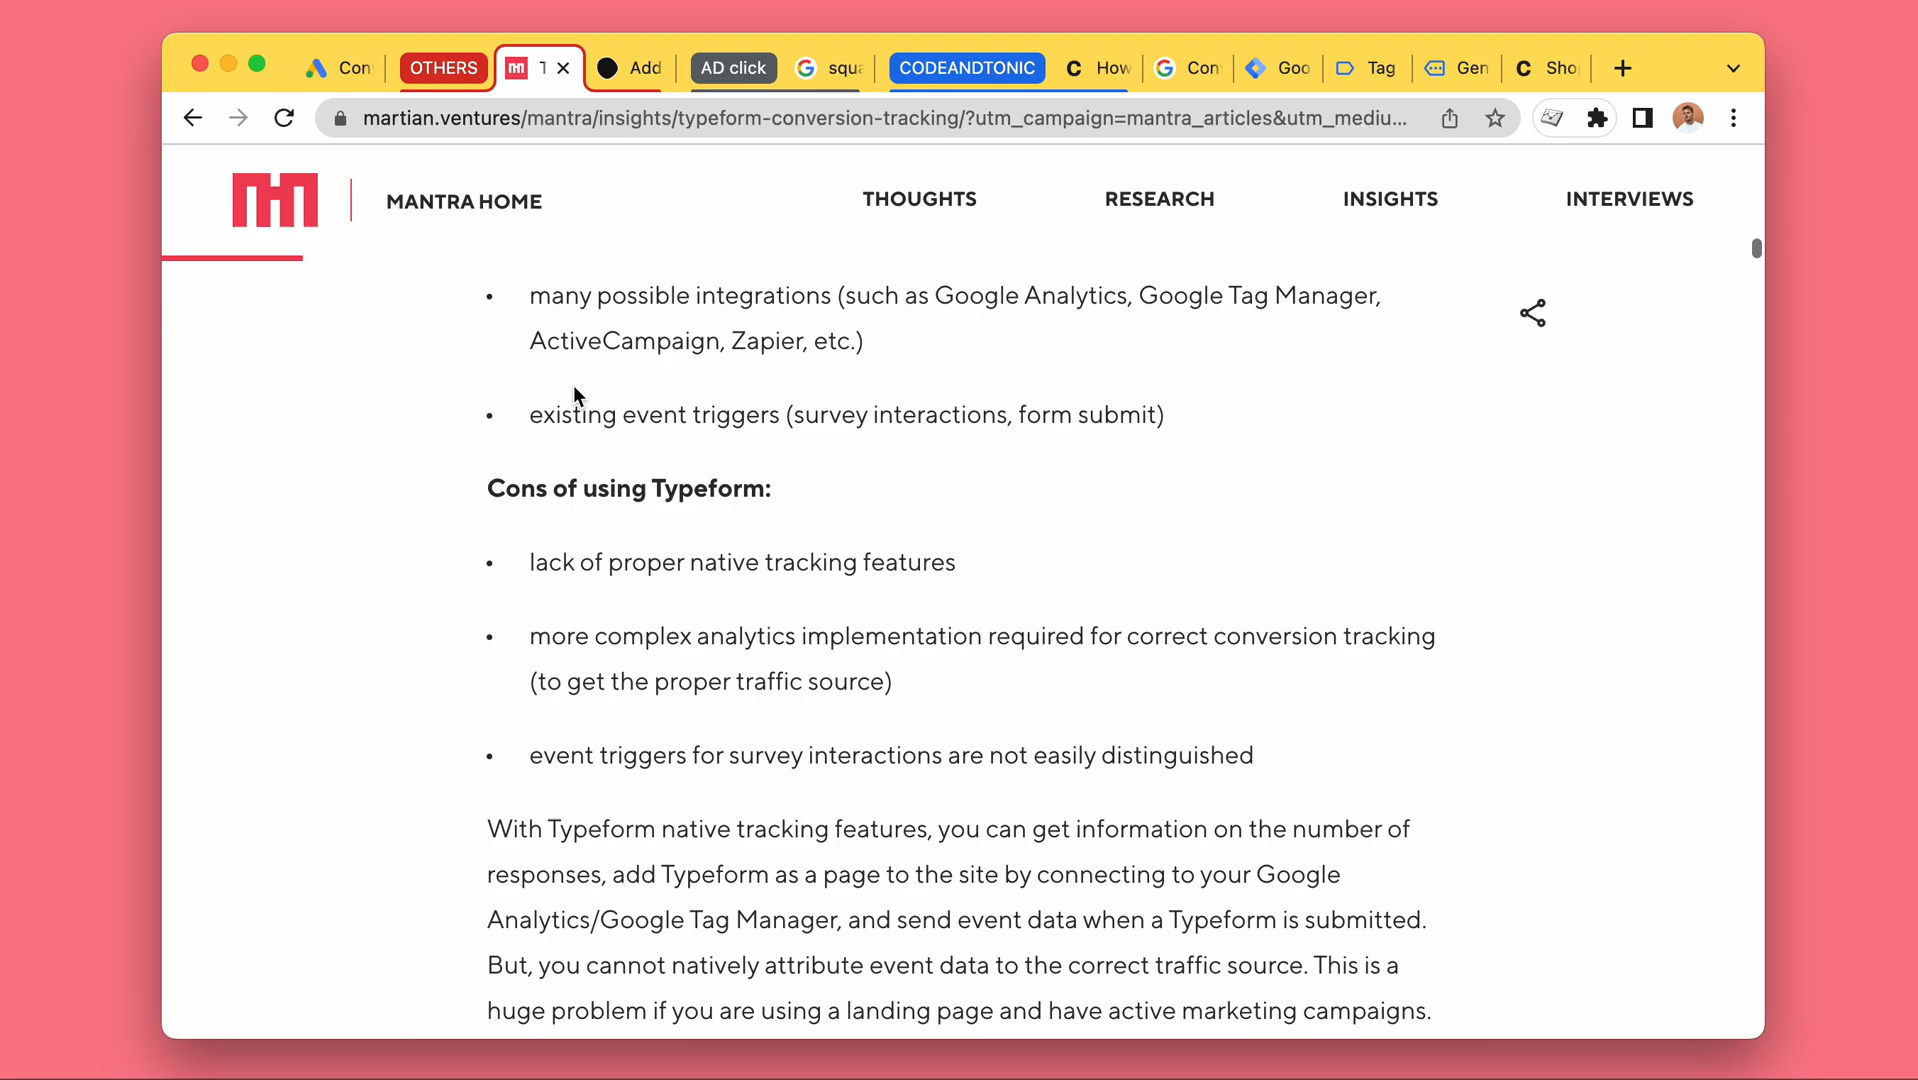 Con OTHERS T Add AD click squa CODEANDTONIC How Con Goo Tag Gen Sho
martian.ventures/mantra/insights/typeform-conversion-tracking/?utm_campaign=mantra_articles&utm_mediu...
MANTRA HOME THOUGHTS RESEARCH INSIGHTS INTERVIEWS
• many possible integrations (such as Google Analytics, Google Tag Manager,
ActiveCampaign, Zapier, etc.)
• existing event triggers (survey interactions, form submit)
Cons of using Typeform:
• lack of proper native tracking features
• more complex analytics implementation required for correct conversion tracking
(to get the proper traffic source)
• event triggers for survey interactions are not easily distinguished
With Typeform native tracking features, you can get information on the number of
responses, add Typeform as a page to the site by connecting to your Google
Analytics/Google Tag Manager, and send event data when a Typeform is submitted.
But, you cannot natively attribute event data to the correct traffic source. This is a
huge problem if you are using a landing page and have active marketing campaigns.